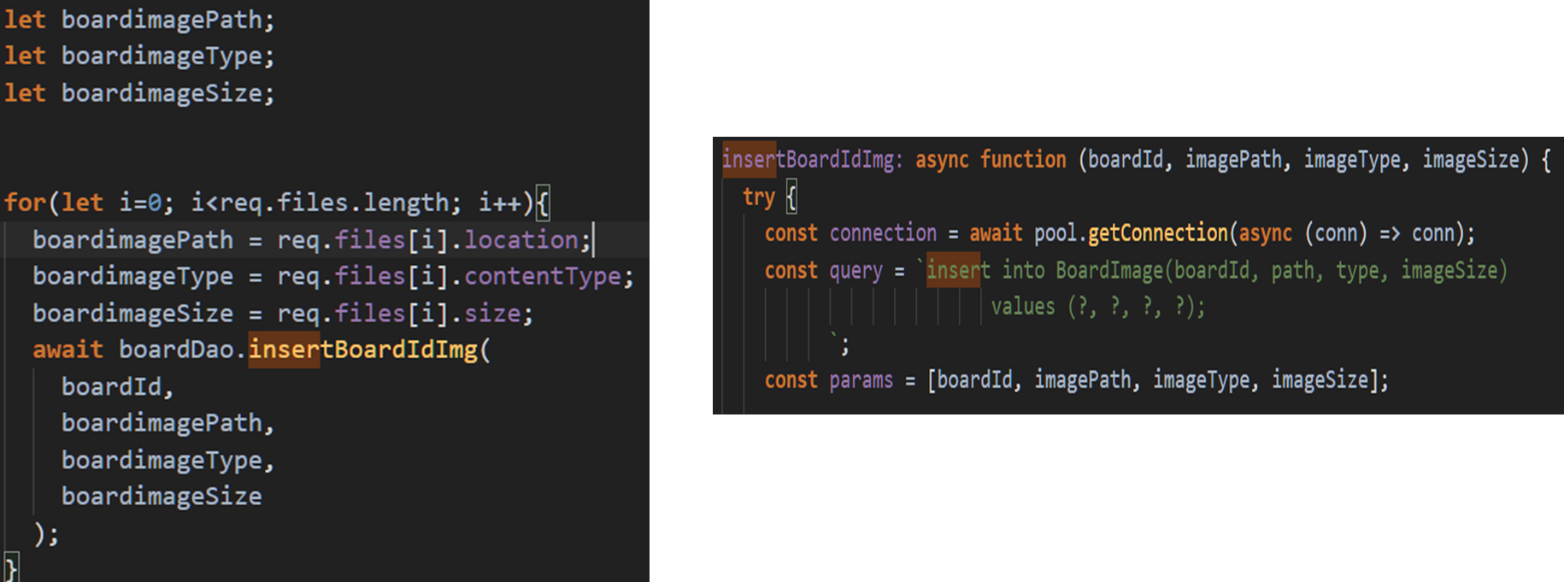 let boardimagePath;
let boardimageType;
let boardimageSize;
for(let i=0; i<req.files.length; i++){
boardimagePath = req.files[i].location;
boardimageType = req.files[i].contentType;
boardimageSize = req.files[i].size;
await boardDao.insertBoardIdImg(
boardId,
boardimagePath,
boardimageType,
boardimageSize
);
}
insertBoardIdImg: async function (boardId, imagePath, imageType, imageSize) {
try {
const connection = await pool.getConnection(async (conn) => conn);
const query = `insert into BoardImage(boardId, path, type, imageSize)
values (?, ?, ?, ?);
`;
const params = [boardId, imagePath, imageType, imageSize];